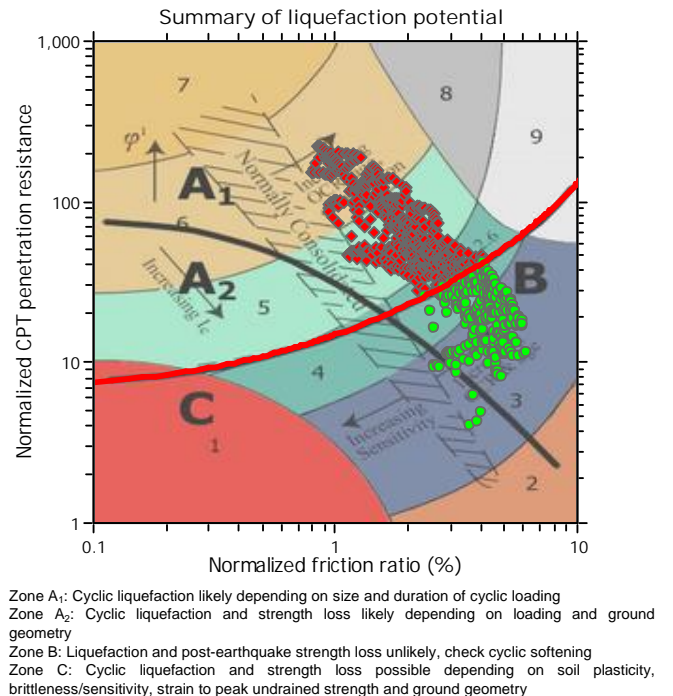 Summary of liquefaction potential
1,000
7
8
9
φ'
A1
Normally Consolidated
100
6
2.6
B
A2
Increasing Ic
5
10
4
3
C
1
Increasing
Sensitivity
2
1
0.1
1
10
Normalized CPT penetration resistance
Normalized friction ratio (%)
Zone A1: Cyclic liquefaction likely depending on size and duration of cyclic loading
Zone A2: Cyclic liquefaction and strength loss likely depending on loading and ground
geometry
Zone B: Liquefaction and post-earthquake strength loss unlikely, check cyclic softening
Zone C: Cyclic liquefaction and strength loss possible depending on soil plasticity,
brittleness/sensitivity, strain to peak undrained strength and ground geometry